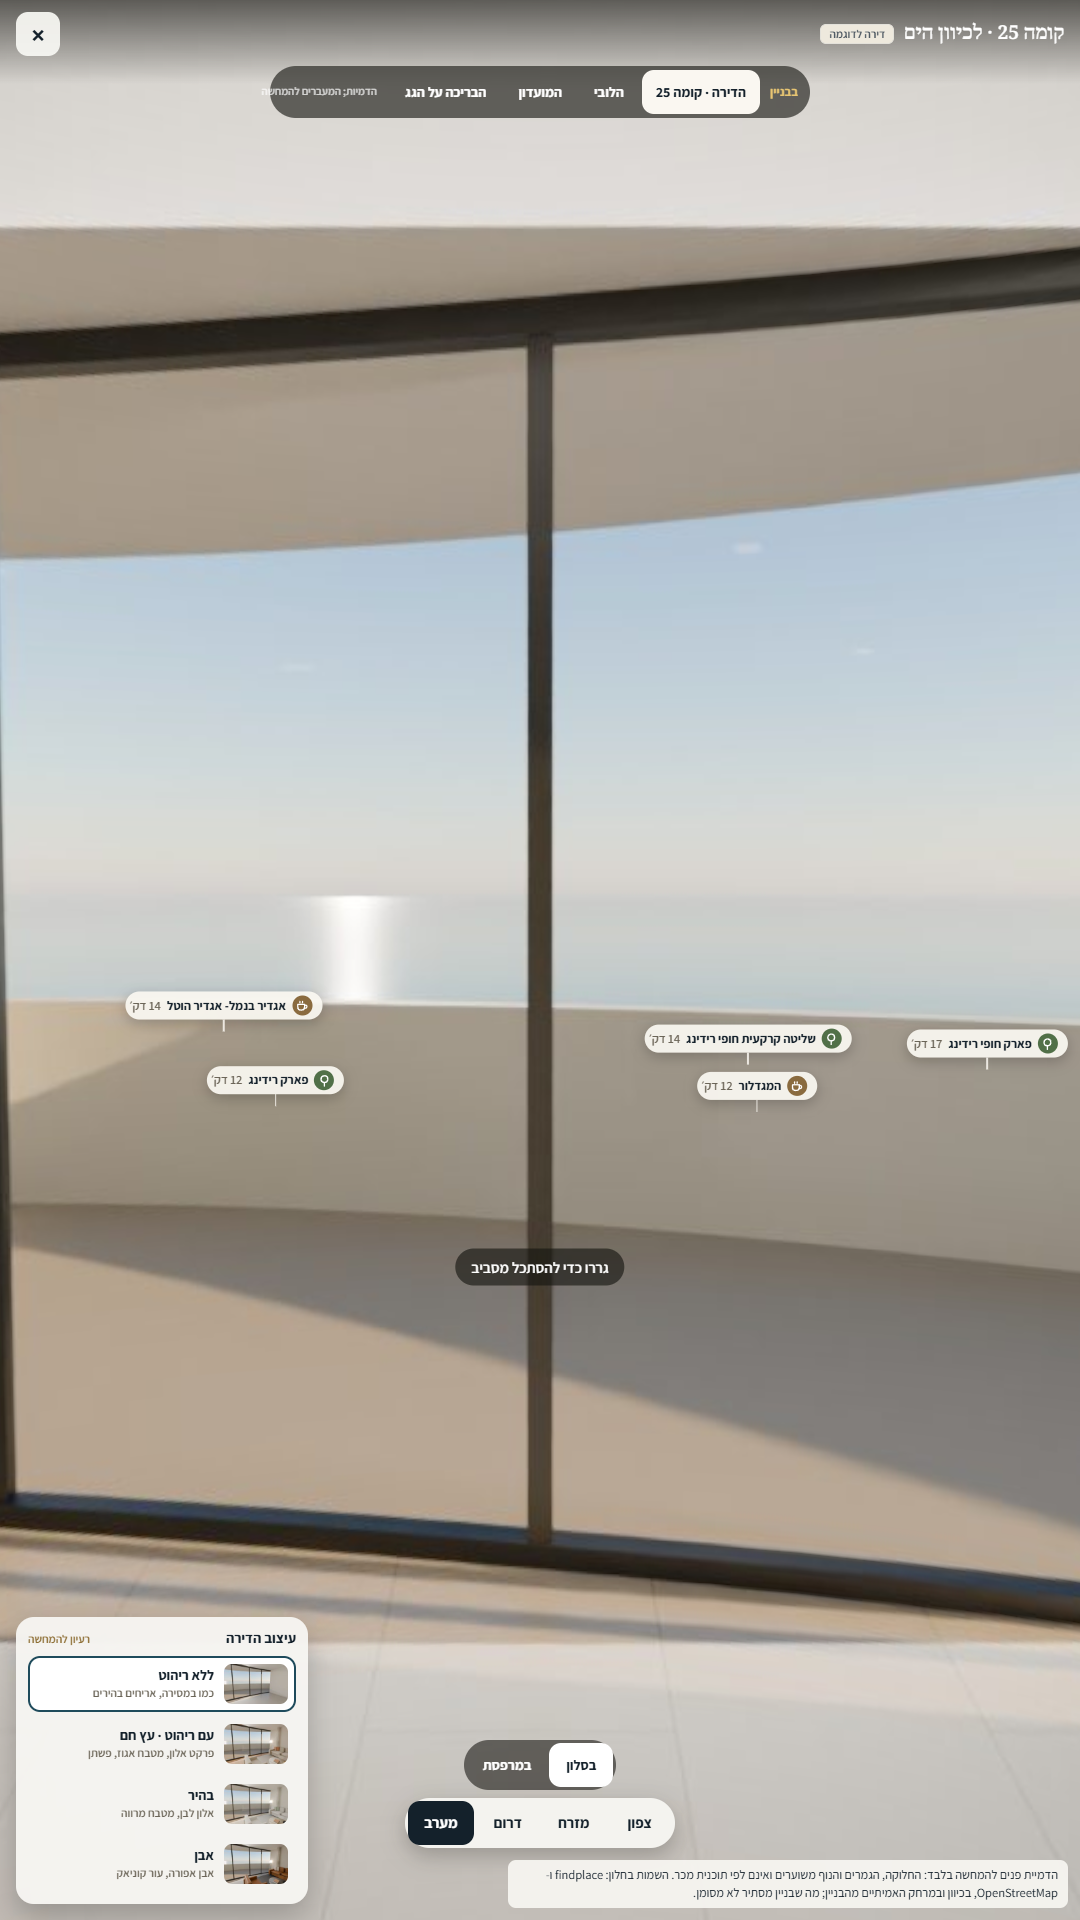 קומה 25 · לכיוון הים
דירה לדוגמה
×
בבניין
הדירה · קומה 25
הלובי
המועדון
הבריכה על הגג
הדמיות; המעברים להמחשה
אגדיר בנמל- אגדיר הוטל 14 דק׳
שליטה קרקעית חופי רידינג 14 דק׳
פארק חופי רידינג 17 דק׳
פארק רידינג 12 דק׳
המגדלור 12 דק׳
גררו כדי להסתכל מסביב
עיצוב הדירה
רעיון להמחשה
ללא ריהוט
כמו במסירה, אריחים בהירים
עם ריהוט · עץ חם
פרקט אלון, מטבח אגוז, פשתן
בהיר
אלון לבן, מטבח מרווה
אבן
אבן אפורה, עור קוניאק
בסלון
במרפסת
צפון
מזרח
דרום
מערב
הדמיית פנים להמחשה בלבד: החלוקה, הגמרים והנוף משוערים ואינם לפי תוכנית מכר. השמות בחלון: findplace ו-
OpenStreetMap, בכיוון ובמרחק האמיתיים מהבניין; מה שבניין מסתיר לא מסומן.